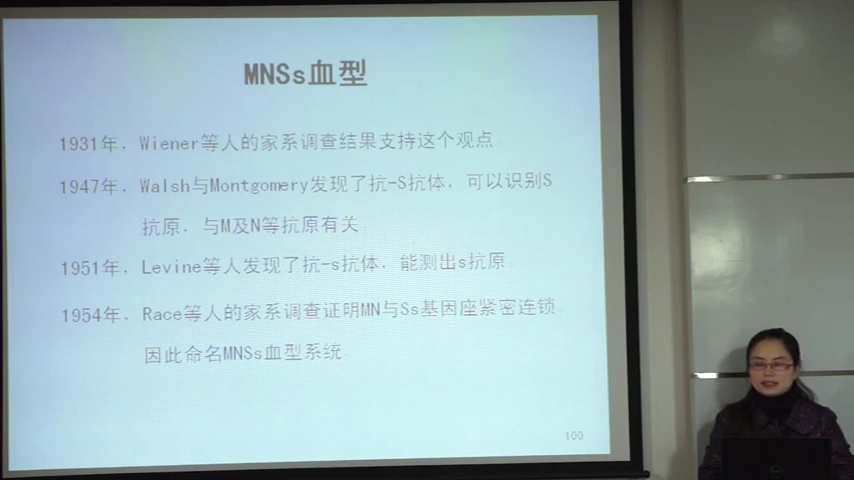 MNSs血型
1931年．Wiener等人的家系调查结果支持这个观点
1947年．Walsh与Montgomery发现了抗-S抗体．可以识别S
抗原．与M及N等抗原有关
1951年．Levine等人发现了抗-s抗体．能测出s抗原
1954年．Race等人的家系调查证明MN与Ss基因座紧密连锁
因此命名MNSs血型系统
100